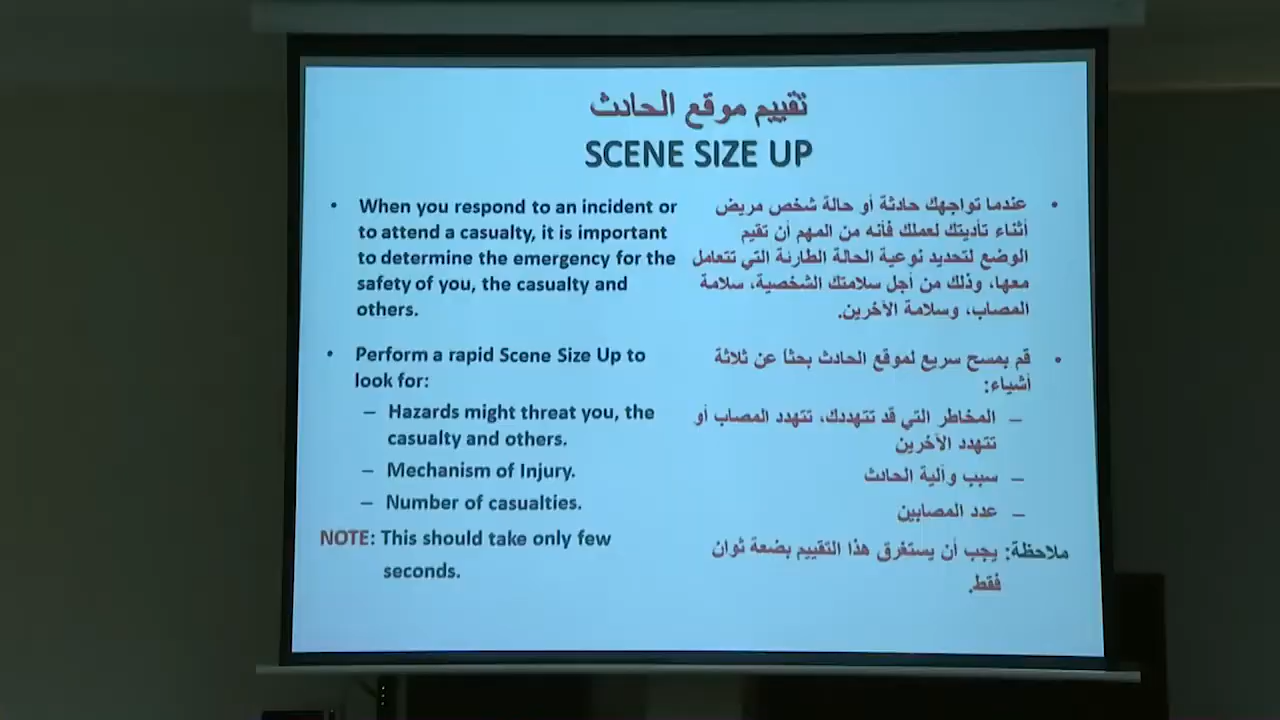 تقييم موقع الحادث
SCENE SIZE UP
• When you respond to an incident or
to attend a casualty, it is important
to determine the emergency for the
safety of you, the casualty and
others.
• Perform a rapid Scene Size Up to
look for:
– Hazards might threat you, the
casualty and others.
– Mechanism of Injury.
– Number of casualties.
NOTE: This should take only few
seconds.
• عندما تواجهك حادثة أو حالة شخص مريض
أثناء تأديتك لعملك فأنه من المهم أن تقيم
الوضع لتحديد نوعية الحالة الطارئة التي تتعامل
معها، وذلك من أجل سلامتك الشخصية، سلامة
المصاب، وسلامة الآخرين.
• قم بمسح سريع لموقع الحادث بحثا عن ثلاثة
أشياء:
– المخاطر التي قد تتهددك، تتهدد المصاب أو
تتهدد الآخرين
– سبب وآلية الحادث
– عدد المصابين
ملاحظة: يجب أن يستغرق هذا التقييم بضعة ثوان
فقط.